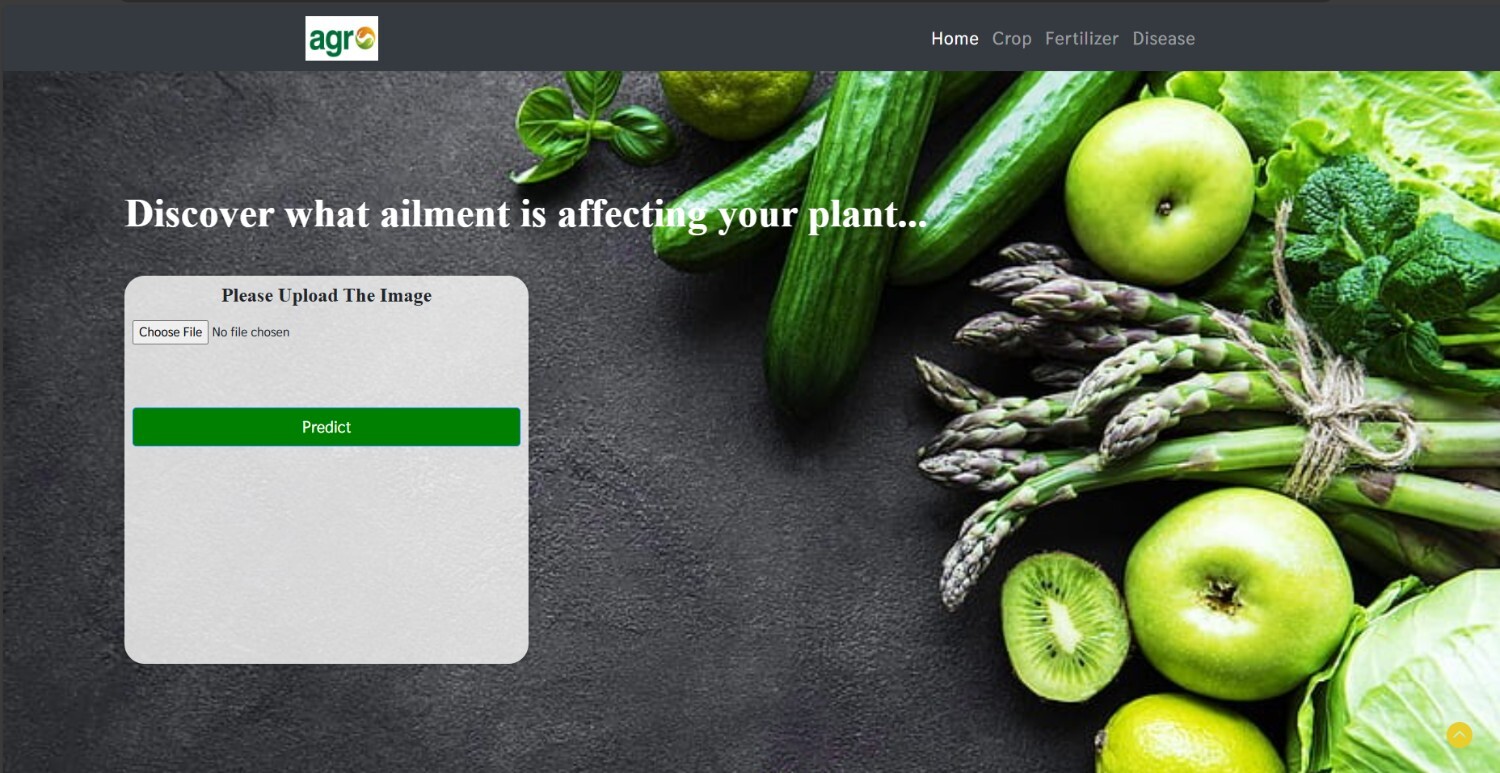 agro
Home Crop Fertilizer Disease
Discover what ailment is affecting your plant...
Please Upload The Image
Choose File No file chosen
Predict